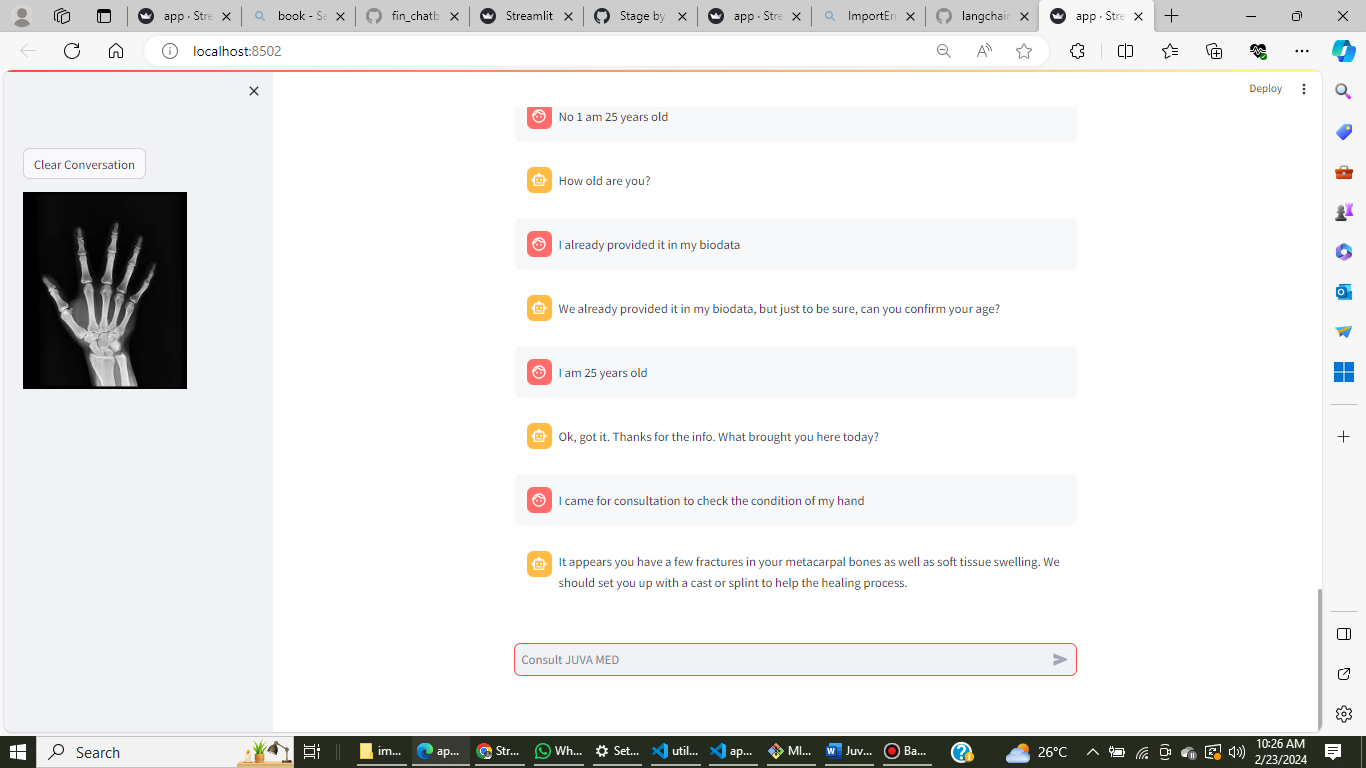 app · Stre
book - Se
fin_chatb
Streamlit
Stage by
app · Stre
ImportEr
langchain
app · Stre
localhost:8502
Deploy
Clear Conversation
No 1 am 25 years old
How old are you?
I already provided it in my biodata
We already provided it in my biodata, but just to be sure, can you confirm your age?
I am 25 years old
Ok, got it. Thanks for the info. What brought you here today?
I came for consultation to check the condition of my hand
It appears you have a few fractures in your metacarpal bones as well as soft tissue swelling. We
should set you up with a cast or splint to help the healing process.
Consult JUVA MED
Search
im...
ap...
Str...
Wh...
Set...
util...
ap...
MI...
Juv...
Ba...
26°C
10:26 AM
2/23/2024